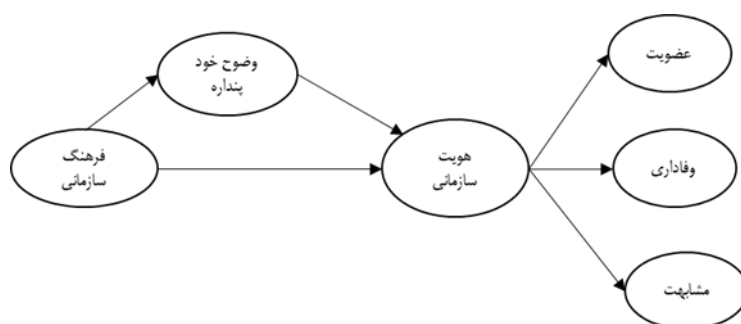 عضویت
وضوح خود
پنداره
هویت
سازمانی
فرهنگ
سازمانی
وفاداری
مشابهت